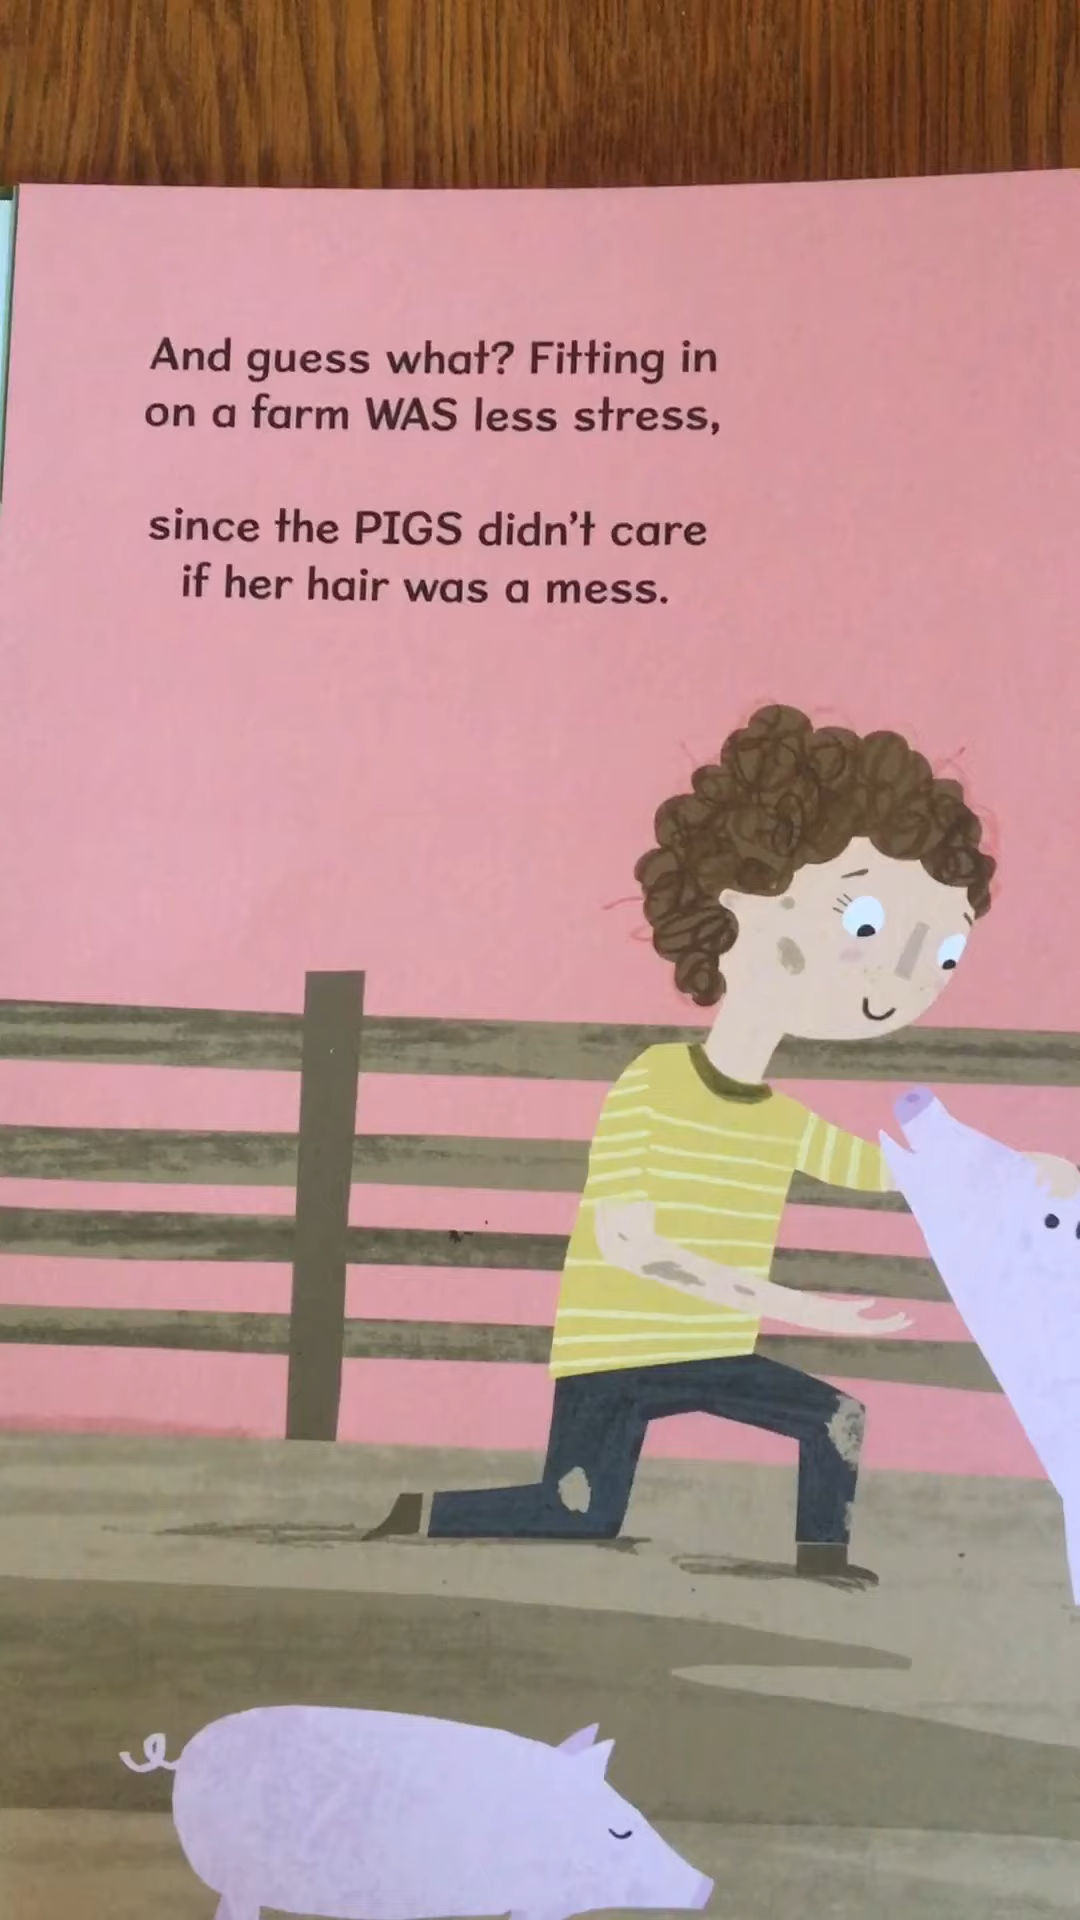 And guess what? Fitting in
on a farm WAS less stress,
since the PIGS didn't care
if her hair was a mess.